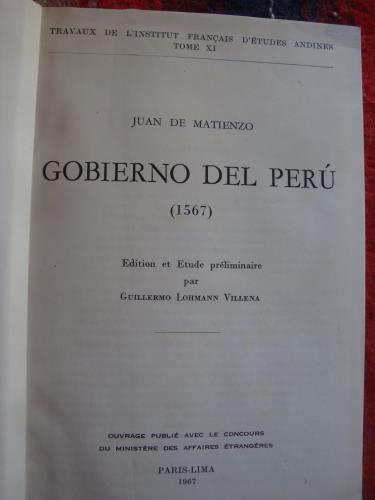 TRAVAUX DE L'INSTITUT FRANÇAIS D'ÉTUDES ANDINES
TOME XI
JUAN DE MATIENZO
GOBIERNO DEL PERÚ
(1567)
Edition et Etude préliminaire
par
GUILLERMO LOHMANN VILLENA
OUVRAGE PUBLIÉ AVEC LE CONCOURS
DU MINISTÈRE DES AFFAIRES ÉTRANGÈRES
PARIS-LIMA
1967